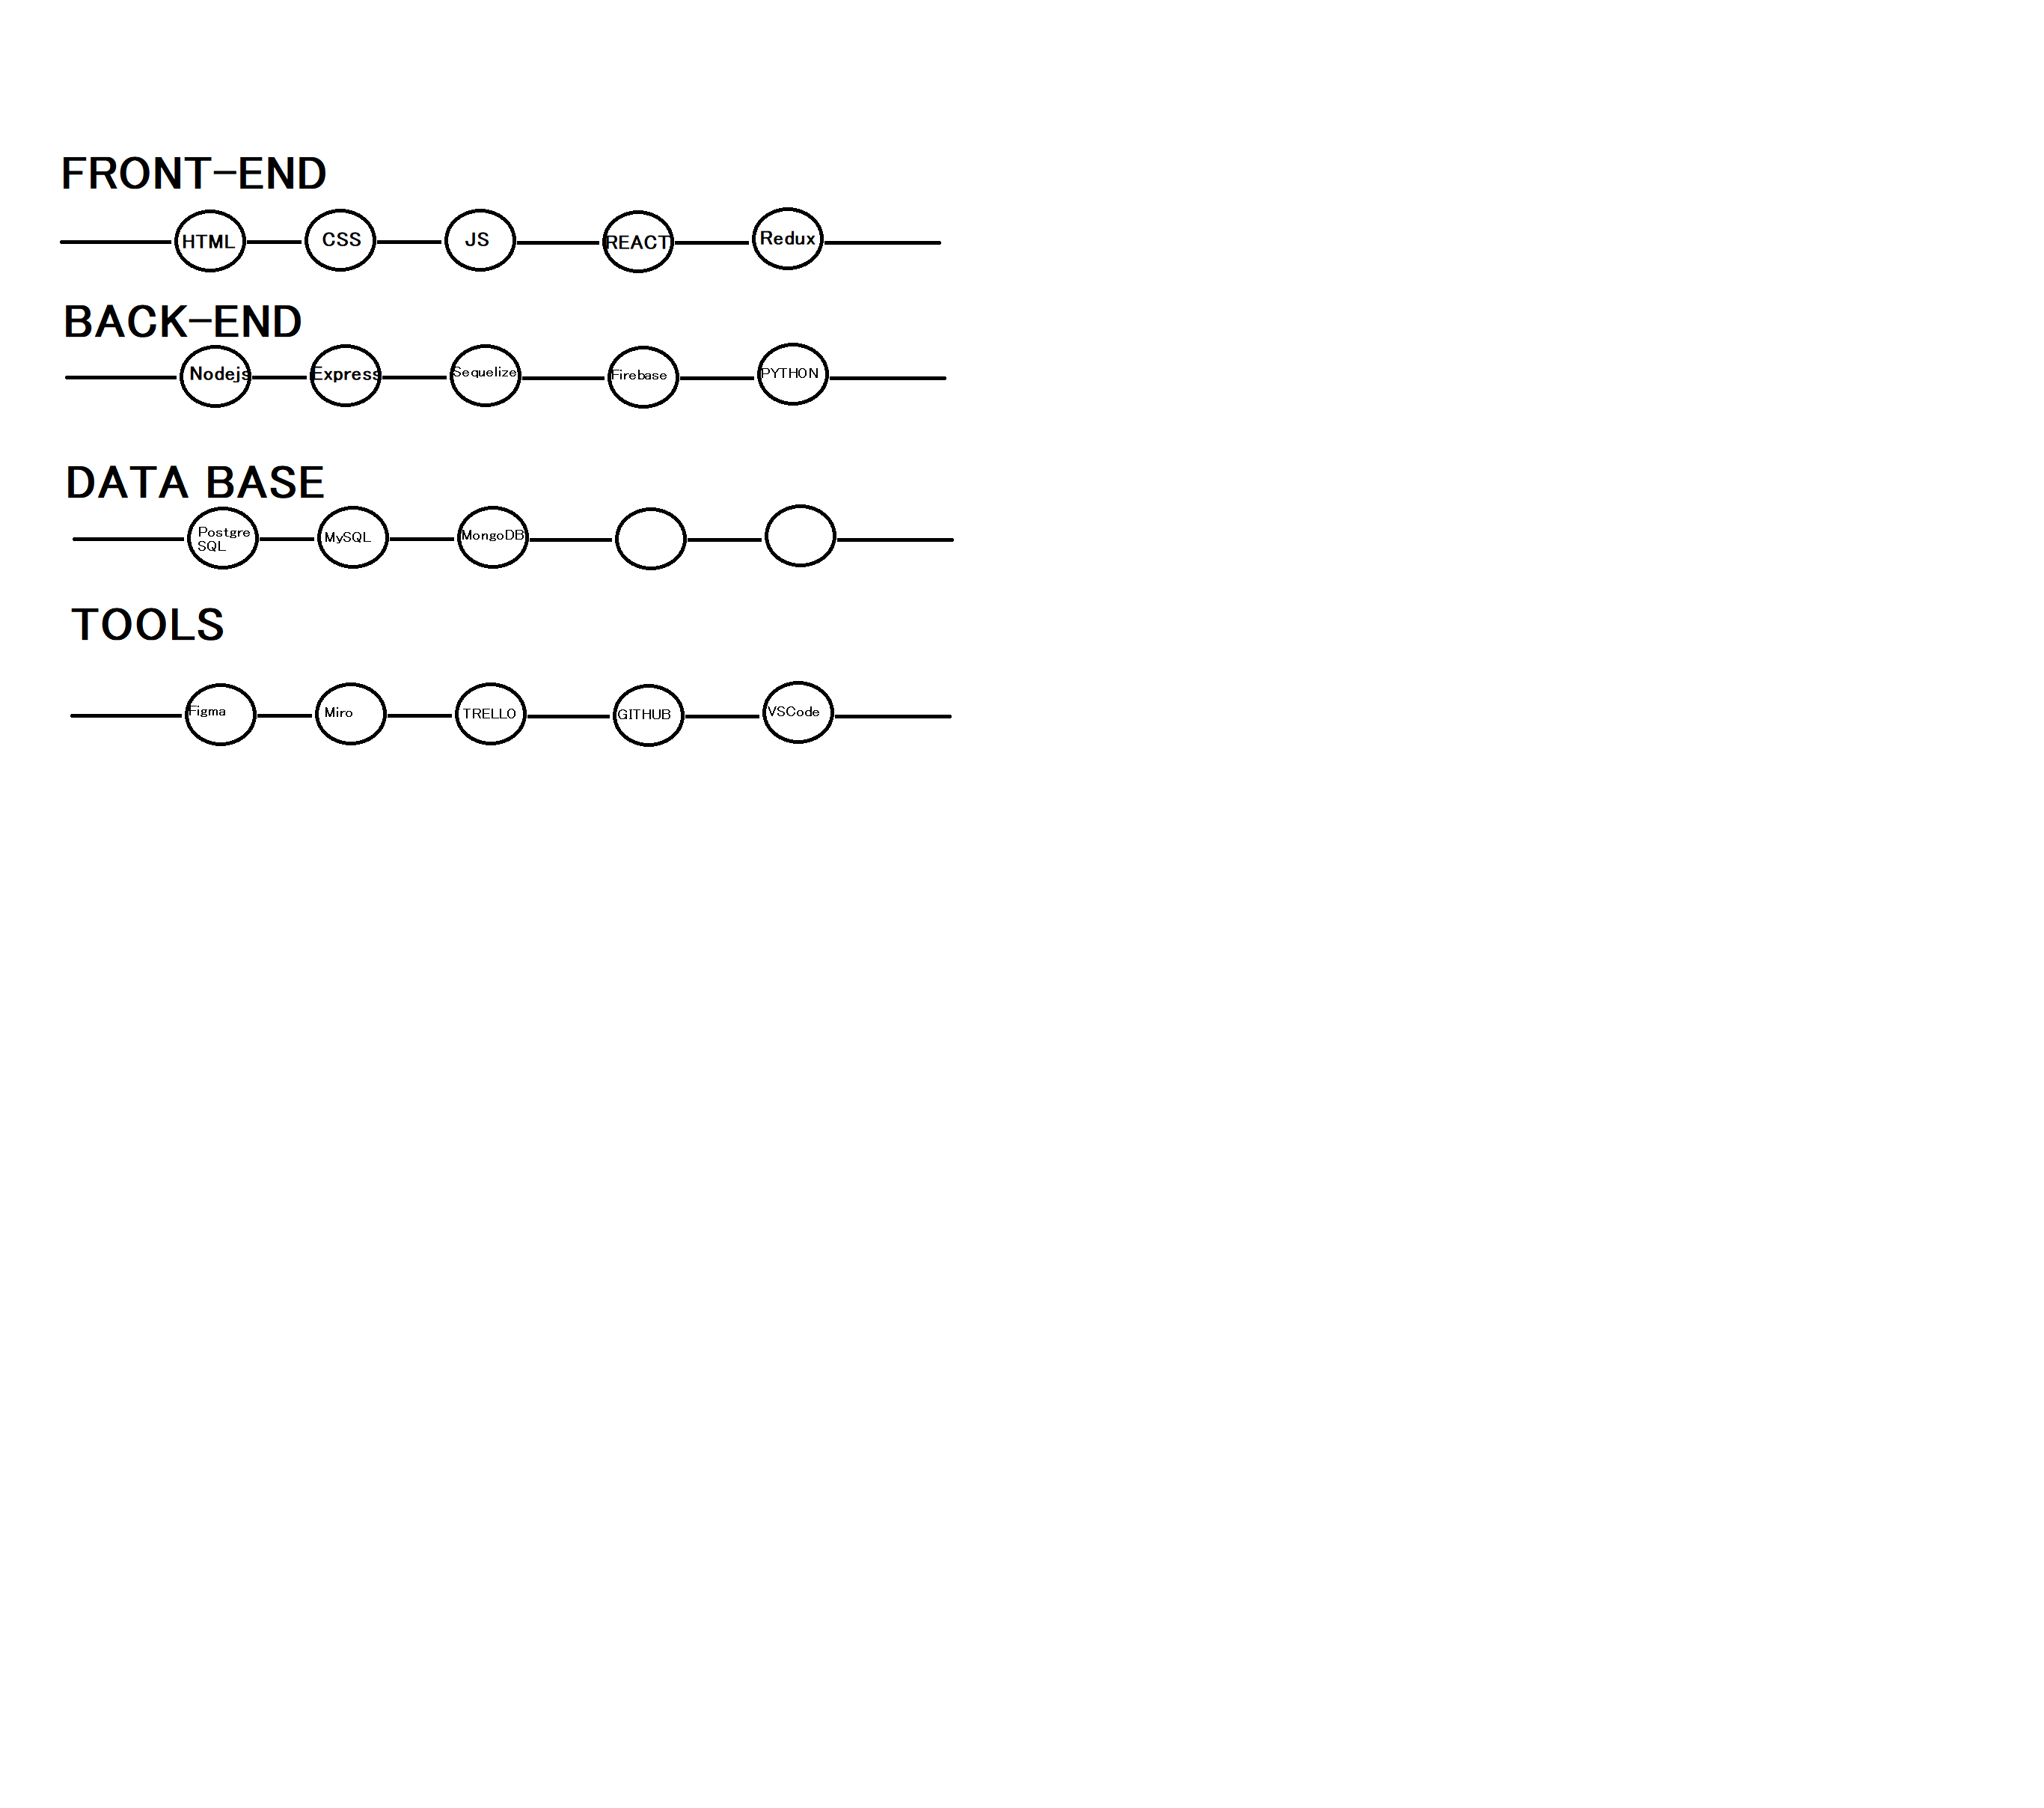 FRONT-END
HTML CSS JS REACT Redux
BACK-END
Nodejs Express Sequelize Firebase PYTHON
DATA BASE
Postgre
SQL
MySQL MongoDB
TOOLS
Figma Miro TRELLO GITHUB VSCode